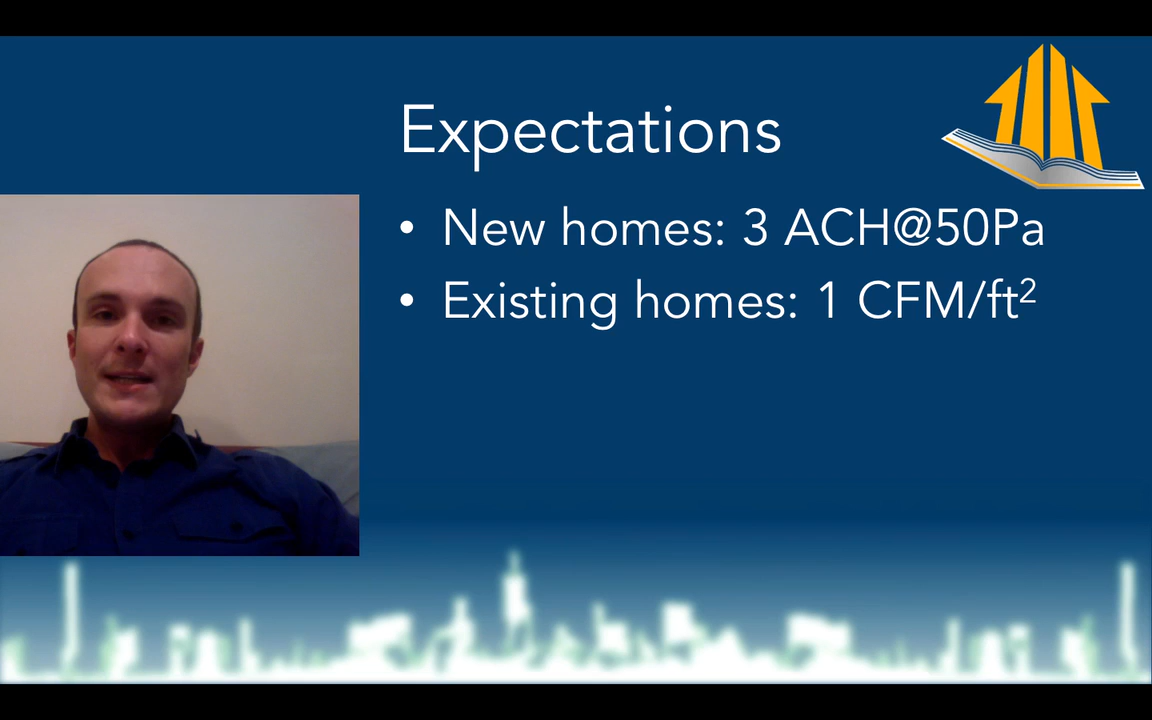 Expectations
• New homes: 3 ACH@50Pa
• Existing homes: 1 CFM/ft²